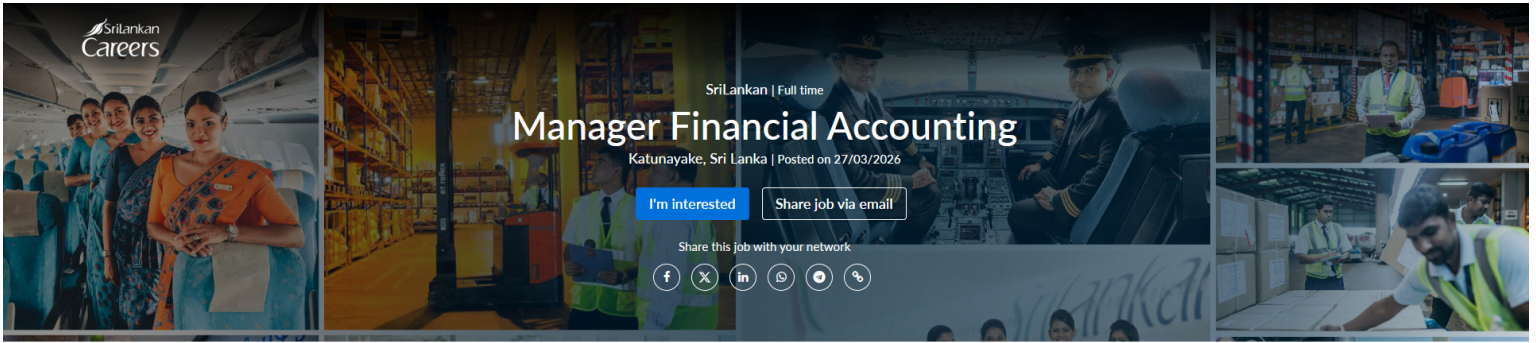 SriLankan
Careers
SriLankan | Full time
Manager Financial Accounting
Katunayake, Sri Lanka | Posted on 27/03/2026
I'm interested
Share job via email
Share this job with your network
SriLankan